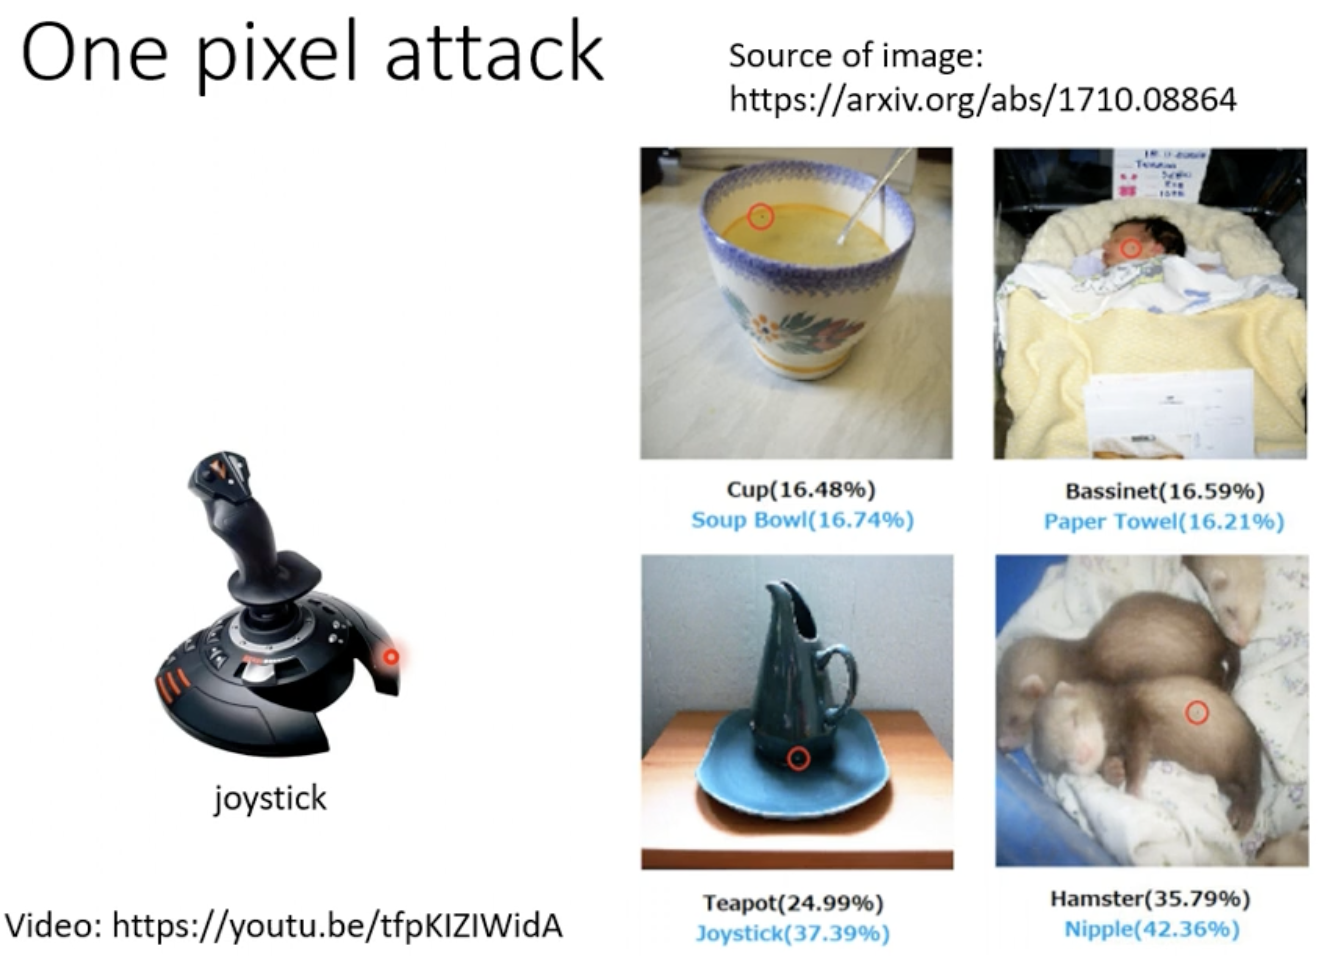 One pixel attack
Source of image:
https://arxiv.org/abs/1710.08864
Cup(16.48%)
Soup Bowl(16.74%)
Bassinet(16.59%)
Paper Towel(16.21%)
joystick
Teapot(24.99%)
Joystick(37.39%)
Hamster(35.79%)
Nipple(42.36%)
Video: https://youtu.be/tfpKIZIWidA